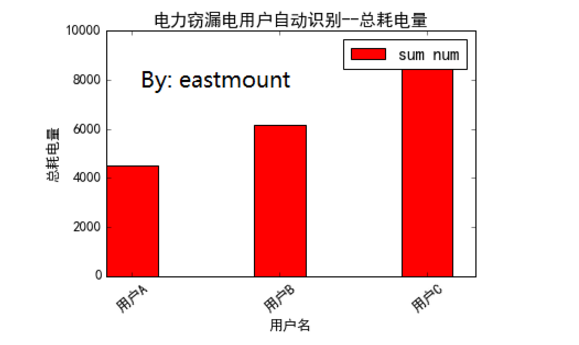 电力窃漏电用户自动识别--总耗电量
10000
sum num
8000
By: eastmount
6000
总耗电量
4000
2000
0
用户A
用户B
用户C
用户名